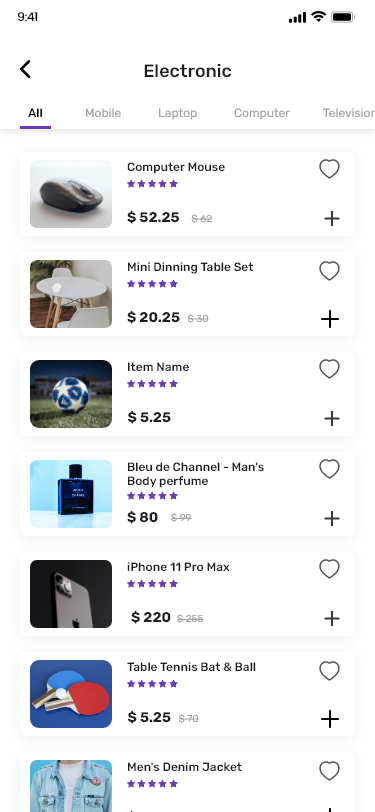 9:41
Electronic
All Mobile Laptop Computer Television
Computer Mouse
$ 52.25 $ 62
Mini Dinning Table Set
$ 20.25 $ 30
Item Name
$ 5.25
Bleu de Channel - Man's
Body perfume
$ 80 $ 99
iPhone 11 Pro Max
$ 220 $ 255
Table Tennis Bat & Ball
$ 5.25 $ 70
Men's Denim Jacket